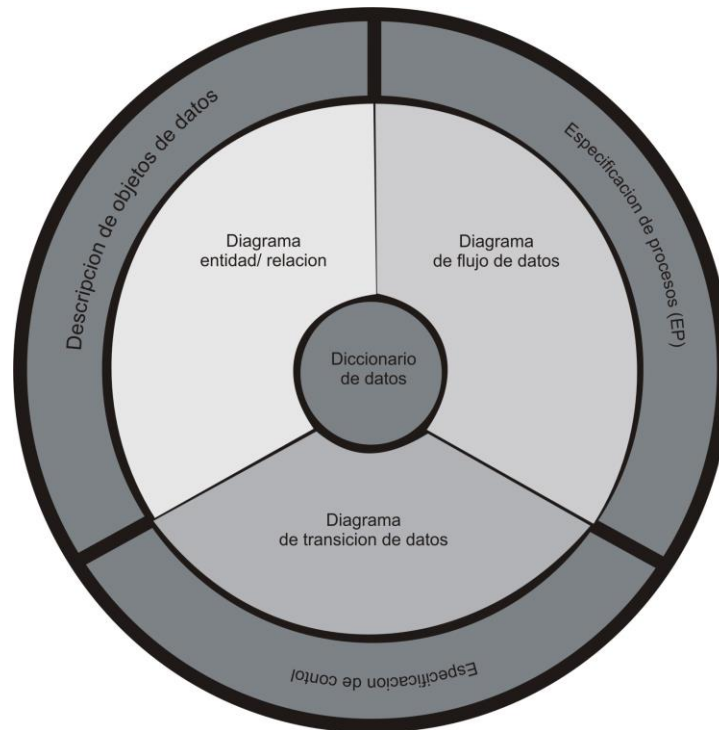 Descripcion de objetos de datos
Especificacion de procesos (EP)
Diagrama
entidad/ relacion
Diagrama
de flujo de datos
Diccionario
de datos
Diagrama
de transicion de datos
Especificacion de contol